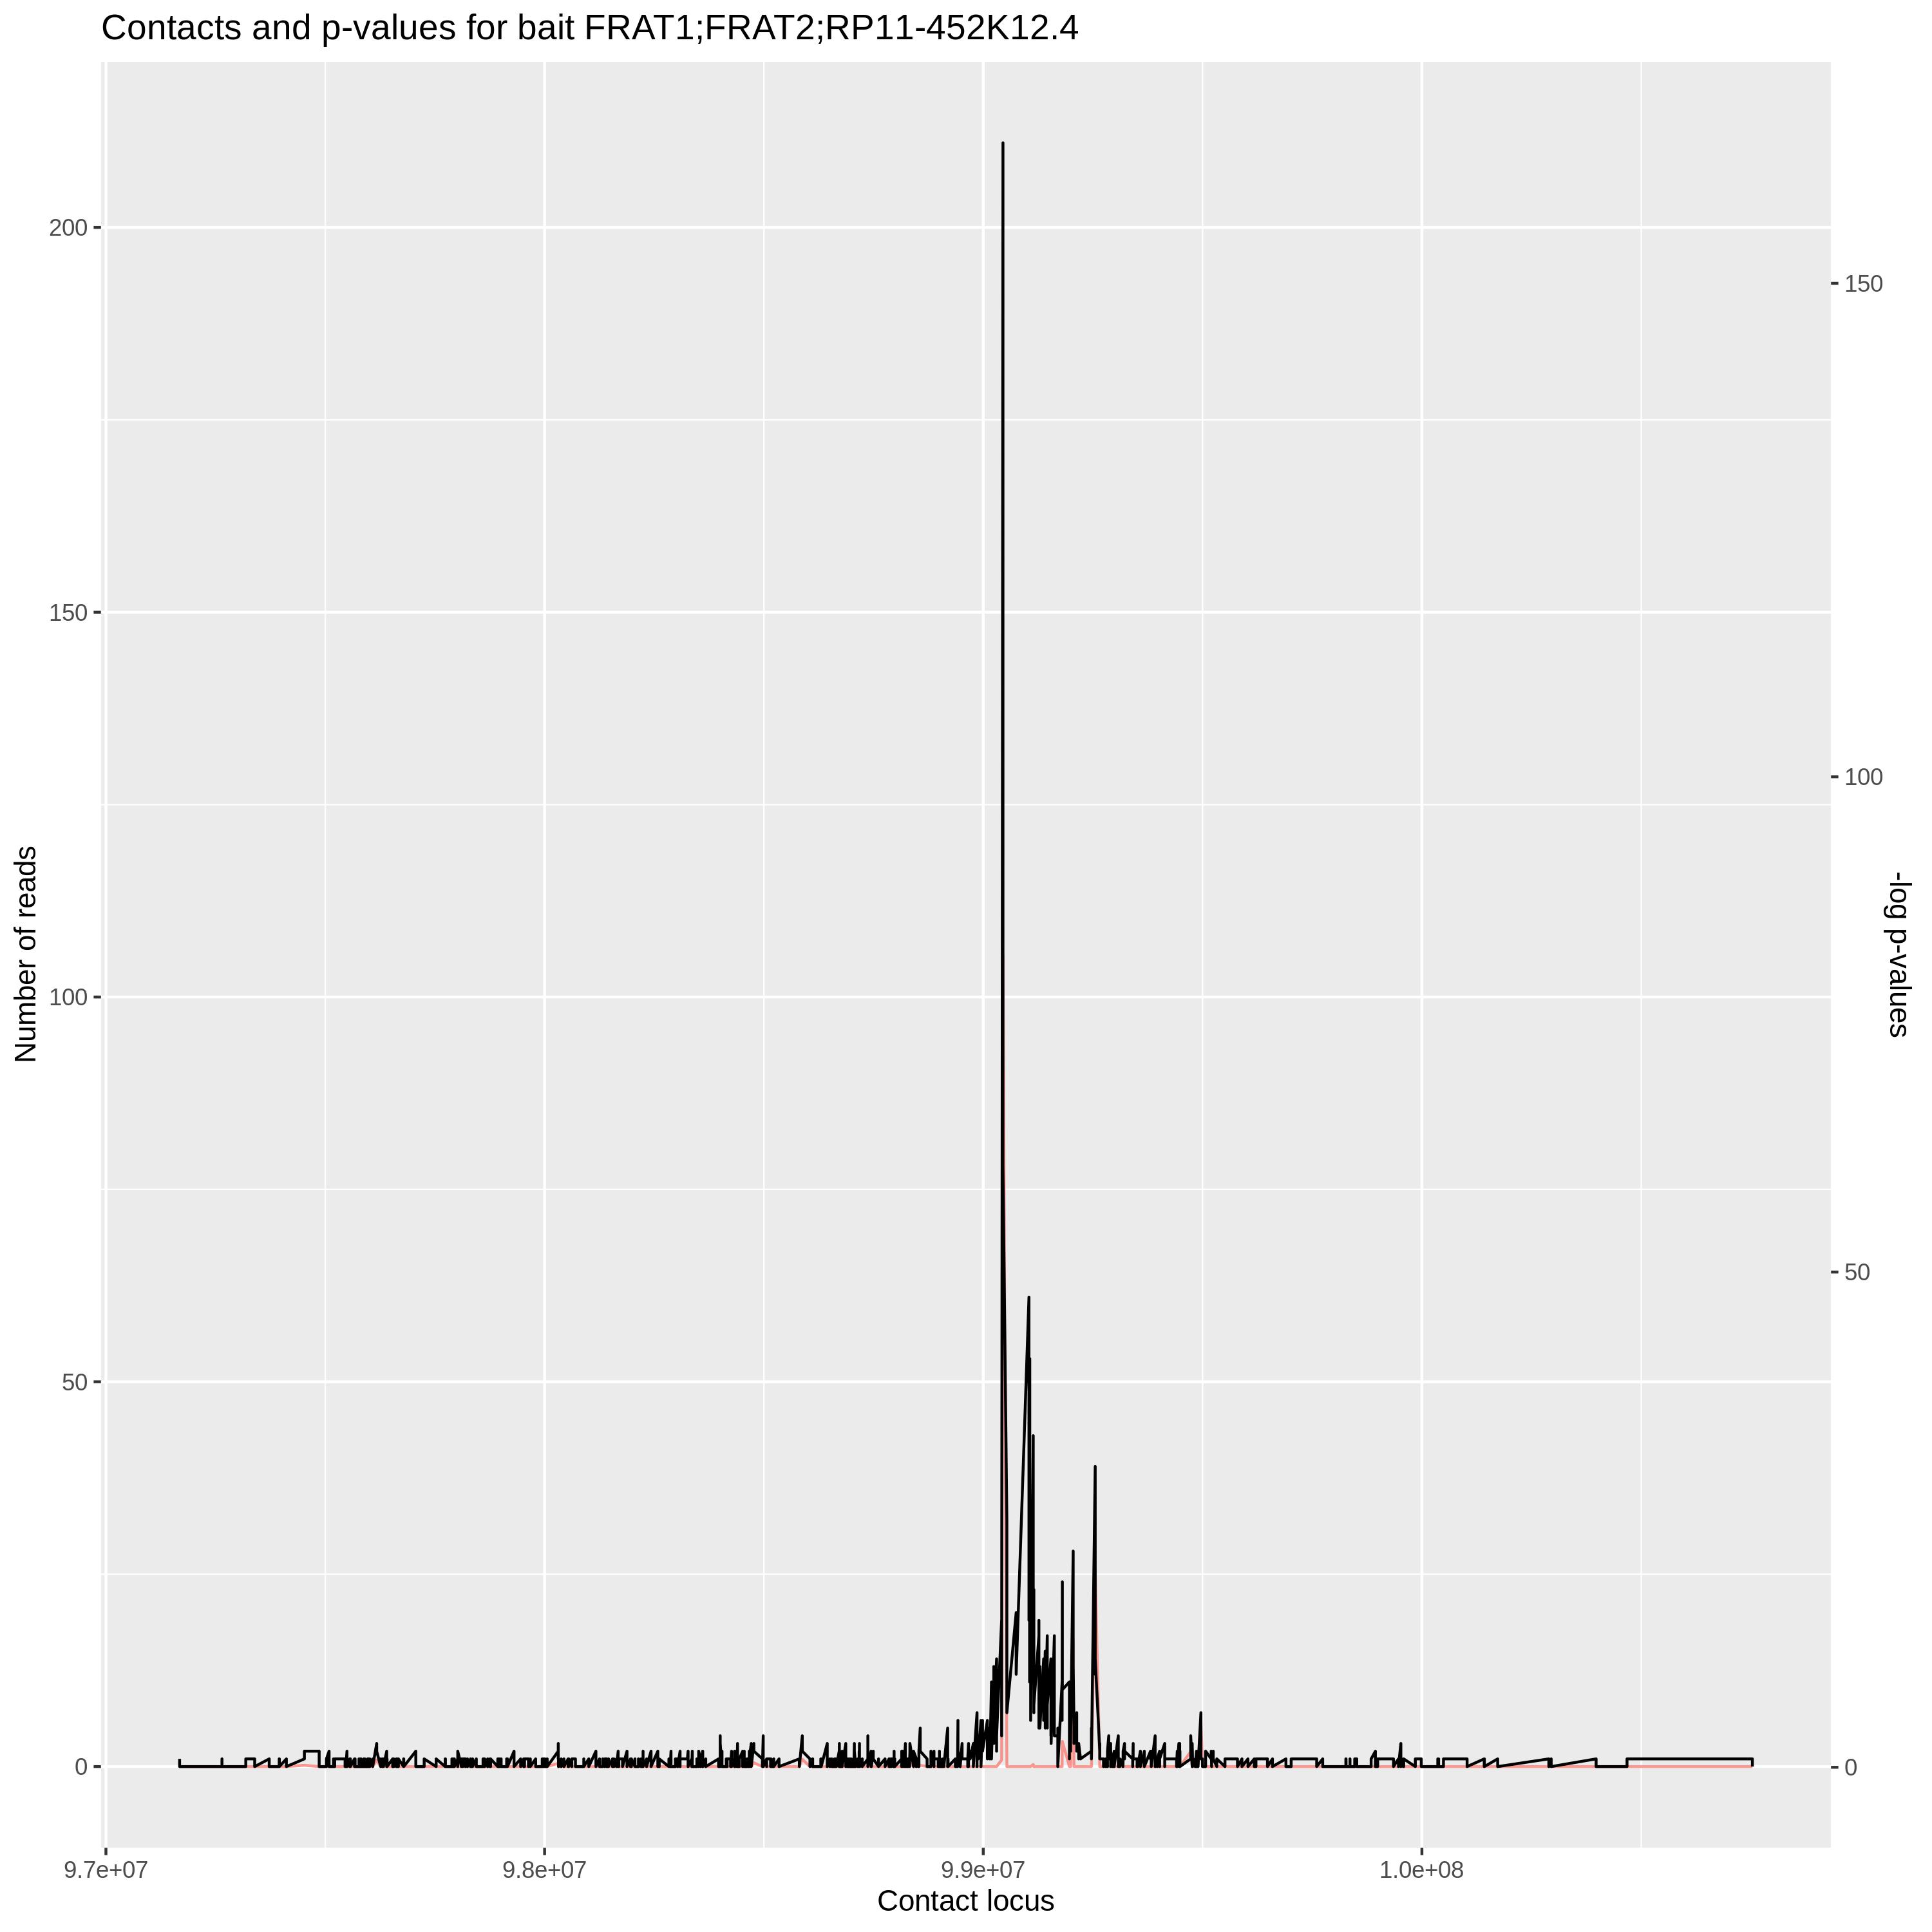 Contacts and p-values for bait FRAT1;FRAT2;RP11-452K12.4
200
150
100
50
0
Number of reads
150
100
50
0
-log p-values
9.7e+07
9.8e+07
9.9e+07
1.0e+08
Contact locus